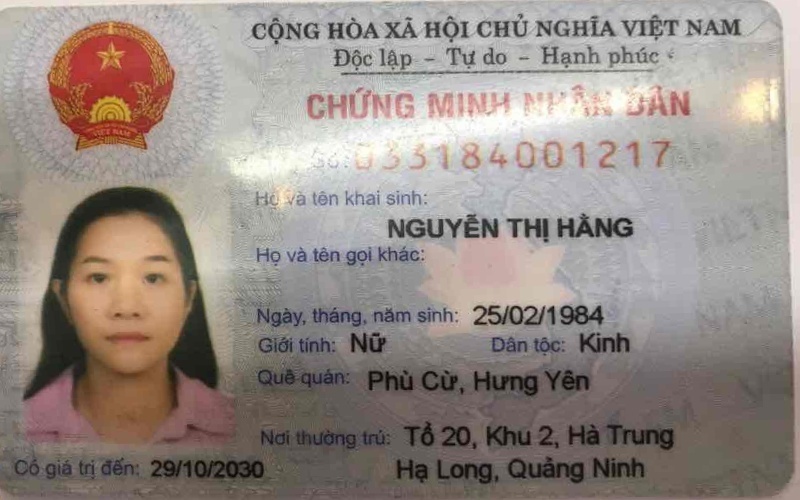 CỘNG HÒA XÃ HỘI CHỦ NGHĨA VIỆT NAM
Độc lập - Tự do - Hạnh phúc
CHỨNG MINH NHÂN DÂN
Số: 033184001217
Họ và tên khai sinh:
NGUYỄN THỊ HẰNG
Họ và tên gọi khác:
Ngày, tháng, năm sinh: 25/02/1984
Giới tính: Nữ Dân tộc: Kinh
Quê quán: Phù Cừ, Hưng Yên
Nơi thường trú: Tổ 20, Khu 2, Hà Trung
Hạ Long, Quảng Ninh
Có giá trị đến: 29/10/2030
VIỆT NAM